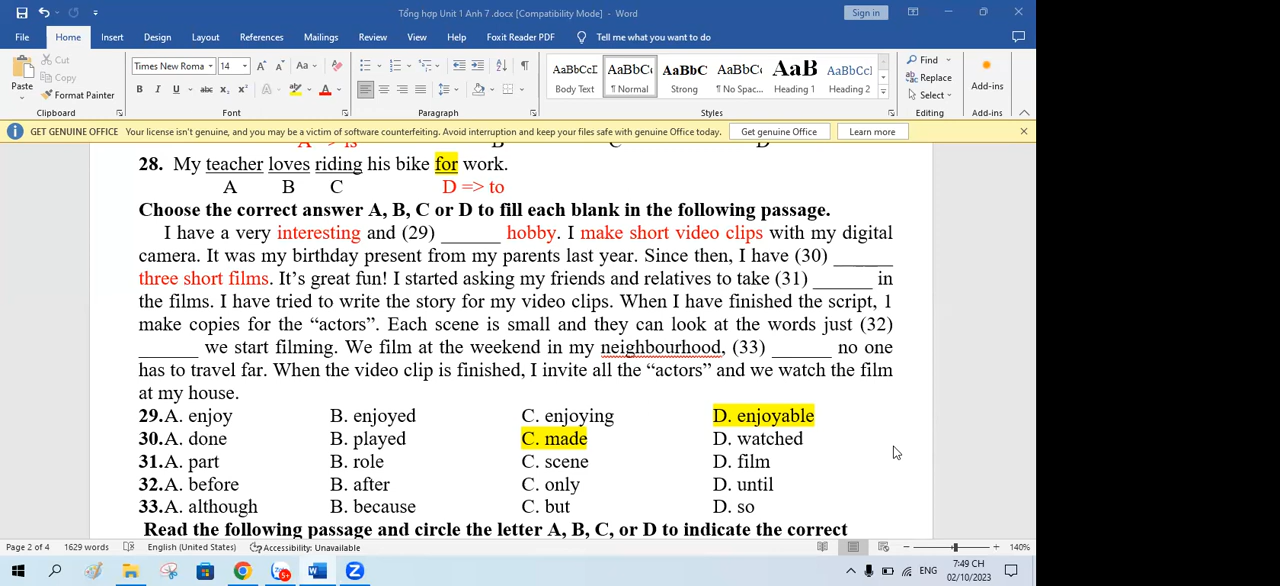 Tổng hợp Unit 1 Anh 7 .docx [Compatibility Mode] - Word
Sign in
File Home Insert Design Layout References Mailings Review View Help Foxit Reader PDF Tell me what you want to do
Paste Cut Copy Format Painter
Times New Roma 14 Aa
B I U abc x₂ x² A A
AaBbCcI AaBbCc AaBbC AaBbCc AaB AaBbCc]
Body Text ¶ Normal Strong ¶ No Spac... Heading 1 Heading 2
Find Replace Select Add-ins
Clipboard Font Paragraph Styles Editing Add-ins
GET GENUINE OFFICE Your license isn't genuine, and you may be a victim of software counterfeiting. Avoid interruption and keep your files safe with genuine Office today. Get genuine Office Learn more
28. My teacher loves riding his bike for work.
A B C D => to
Choose the correct answer A, B, C or D to fill each blank in the following passage.
I have a very interesting and (29) ______ hobby. I make short video clips with my digital
camera. It was my birthday present from my parents last year. Since then, I have (30) ______
three short films. It's great fun! I started asking my friends and relatives to take (31) ______ in
the films. I have tried to write the story for my video clips. When I have finished the script, 1
make copies for the “actors”. Each scene is small and they can look at the words just (32)
______ we start filming. We film at the weekend in my neighbourhood, (33) ______ no one
has to travel far. When the video clip is finished, I invite all the “actors” and we watch the film
at my house.
29.A. enjoy B. enjoyed C. enjoying D. enjoyable
30.A. done B. played C. made D. watched
31.A. part B. role C. scene D. film
32.A. before B. after C. only D. until
33.A. although B. because C. but D. so
Read the following passage and circle the letter A, B, C, or D to indicate the correct
Page 2 of 4 1629 words English (United States) Accessibility: Unavailable 140%
ENG 7:49 CH
02/10/2023